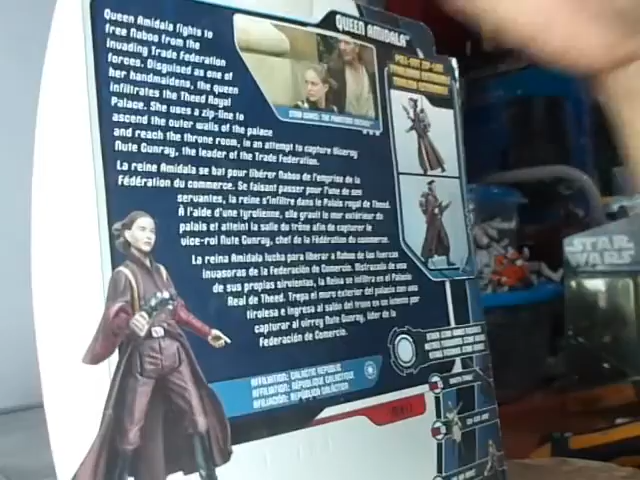 QUEEN AMIDALA
Queen Amidala fights to
free Naboo from the
invading Trade Federation
forces. Disguised as one of
her handmaidens, the queen
infiltrates the Theed Royal
Palace. She uses a zip-line to
ascend the outer walls of the palace
and reach the throne room, in an attempt to capture Viceroy
Nute Gunray, the leader of the Trade Federation.
La reine Amidala se bat pour libérer Naboo de l'emprise de la
Fédération du commerce. Se faisant passer pour l'une de ses
servantes, la reine s'infiltre dans le Palais royal de Theed.
À l'aide d'une tyrolienne, elle gravit le mur extérieur du
palais et atteint la salle du trône afin de capturer le
vice-roi Nute Gunray, chef de la Fédération du commerce.
La reina Amidala lucha para liberar a Naboo de las fuerzas
invasoras de la Federación de Comercio. Disfrazada de una
de sus propias sirvientas, la Reina se infiltra en el Palacio
Real de Theed. Trepa el muro exterior del palacio con una
tirolesa e ingresa al salón del trono en un intento por
capturar al virrey Nute Gunray, líder de la
Federación de Comercio.
STAR WARS: THE PHANTOM MENACE
AFFILIATION: GALACTIC REPUBLIC
AFFILIATION: RÉPUBLIQUE GALACTIQUE
AFILIACIÓN: REPÚBLICA GALÁCTICA
STAR
WARS